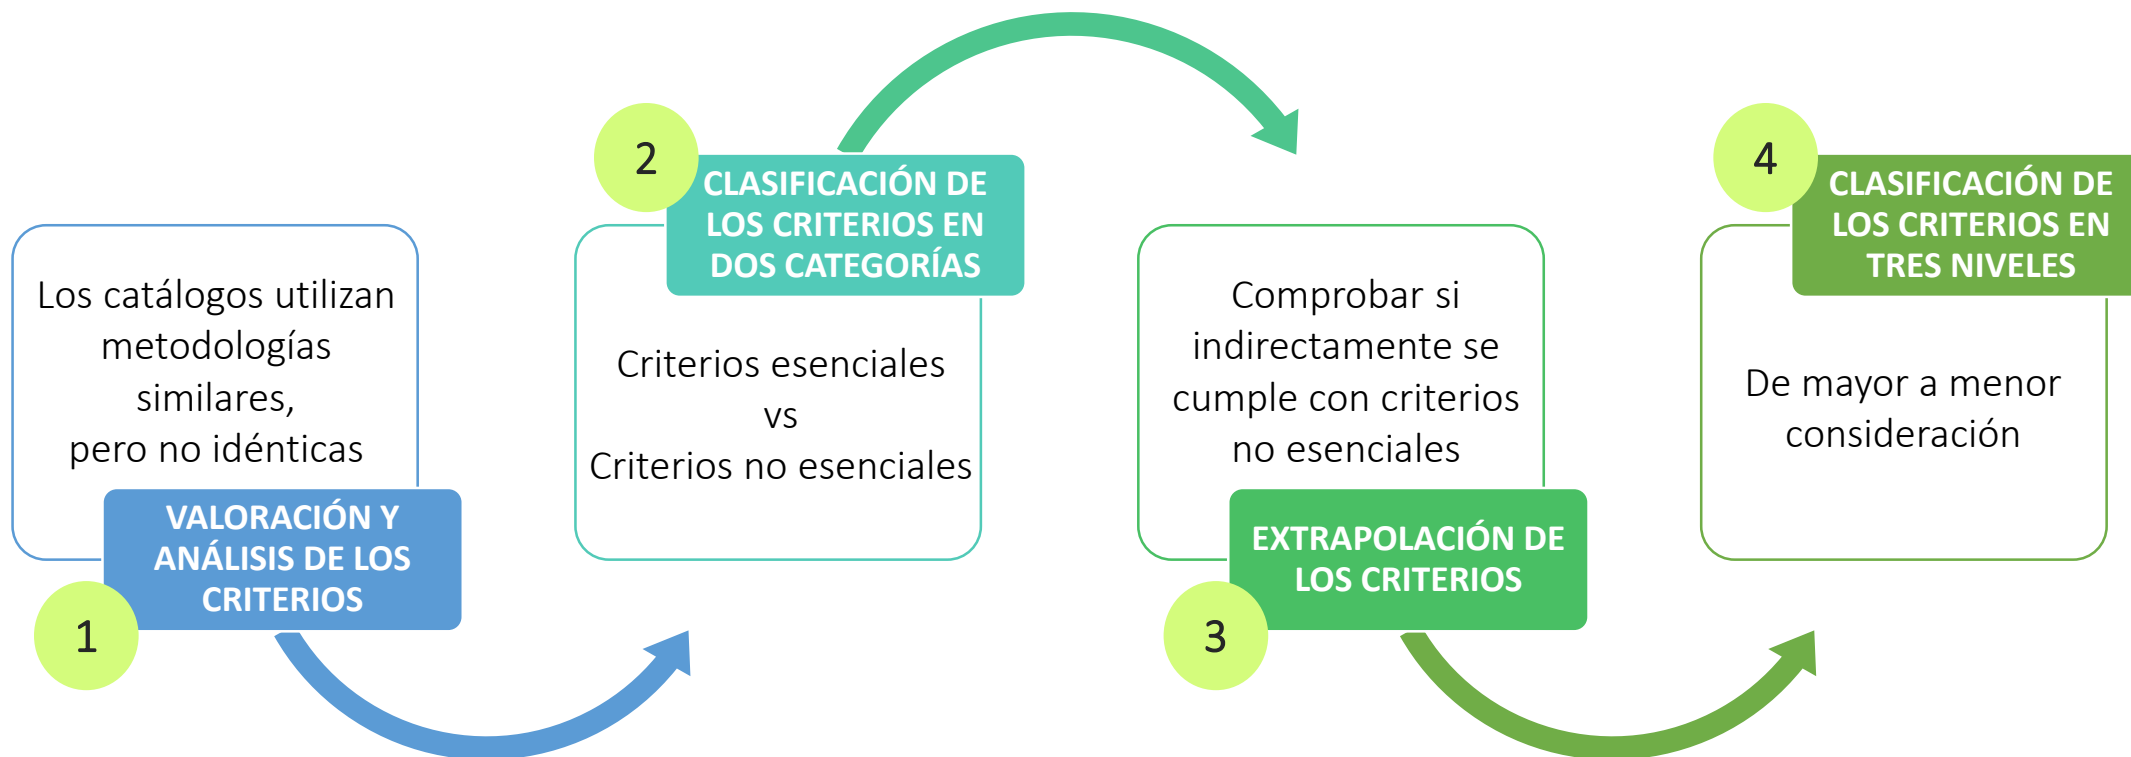 Los catálogos utilizan
metodologías
similares,
pero no idénticas
VALORACIÓN Y
ANÁLISIS DE LOS
CRITERIOS
1
2
CLASIFICACIÓN DE
LOS CRITERIOS EN
DOS CATEGORÍAS
Criterios esenciales
vs
Criterios no esenciales
Comprobar si
indirectamente se
cumple con criterios
no esenciales
EXTRAPOLACIÓN DE
LOS CRITERIOS
3
4
CLASIFICACIÓN DE
LOS CRITERIOS EN
TRES NIVELES
De mayor a menor
consideración